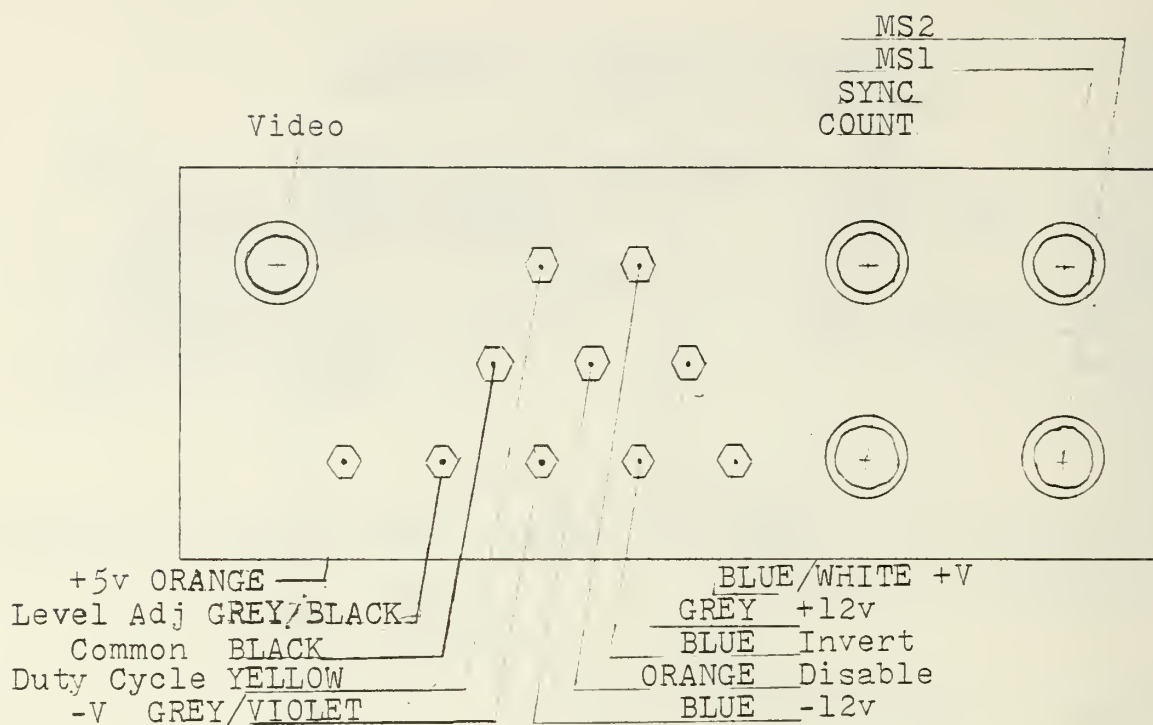 MS2
MS1
SYNC
COUNT
Video
+5v ORANGE
Level Adj GREY/BLACK
Common BLACK
Duty Cycle YELLOW
-V GREY/VIOLET
BLUE/WHITE +V
GREY +12v
BLUE Invert
ORANGE Disable
BLUE -12v